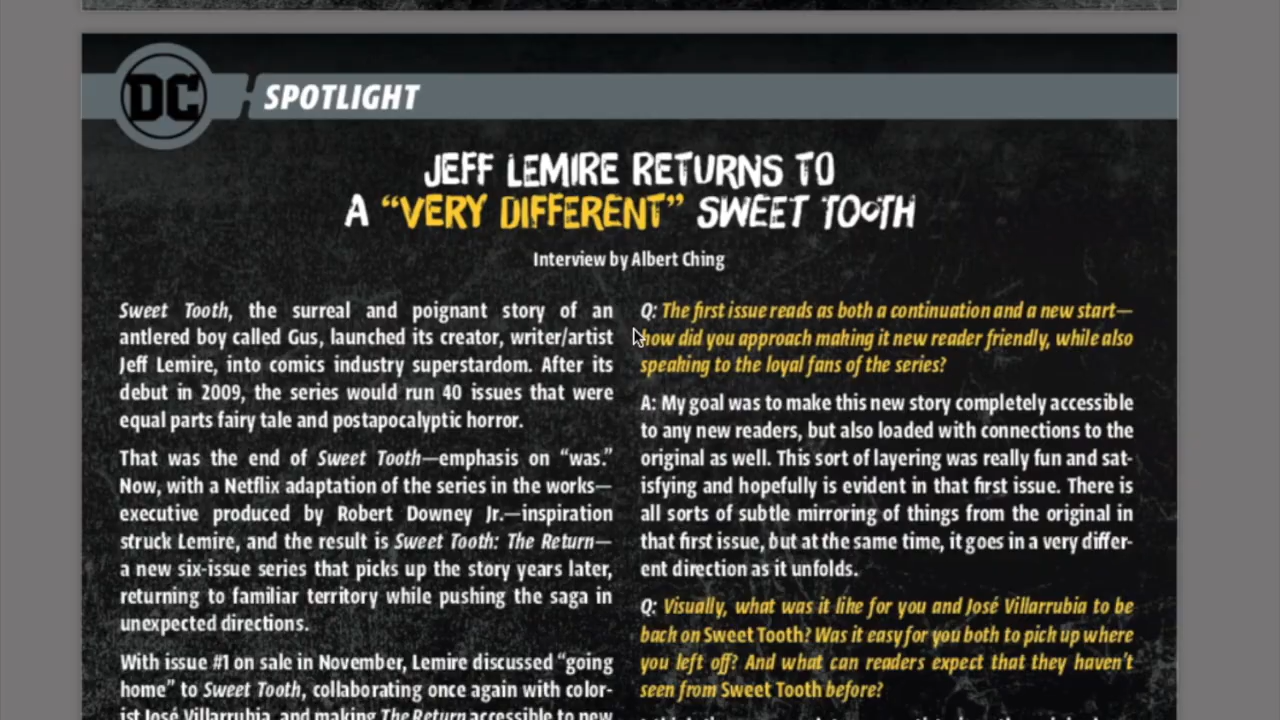 DC
SPOTLIGHT
JEFF LEMIRE RETURNS TO
A “VERY DIFFERENT” SWEET TOOTH
Interview by Albert Ching
Sweet Tooth, the surreal and poignant story of an
antlered boy called Gus, launched its creator, writer/artist
Jeff Lemire, into comics industry superstardom. After its
debut in 2009, the series would run 40 issues that were
equal parts fairy tale and postapocalyptic horror.
That was the end of Sweet Tooth—emphasis on “was.”
Now, with a Netflix adaptation of the series in the works—
executive produced by Robert Downey Jr.—inspiration
struck Lemire, and the result is Sweet Tooth: The Return—
a new six-issue series that picks up the story years later,
returning to familiar territory while pushing the saga in
unexpected directions.
With issue #1 on sale in November, Lemire discussed “going
home” to Sweet Tooth, collaborating once again with color-
ist José Villarrubia, and making The Return accessible to new
Q: The first issue reads as both a continuation and a new start—
how did you approach making it new reader friendly, while also
speaking to the loyal fans of the series?
A: My goal was to make this new story completely accessible
to any new readers, but also loaded with connections to the
original as well. This sort of layering was really fun and sat-
isfying and hopefully is evident in that first issue. There is
all sorts of subtle mirroring of things from the original in
that first issue, but at the same time, it goes in a very differ-
ent direction as it unfolds.
Q: Visually, what was it like for you and José Villarrubia to be
back on Sweet Tooth? Was it easy for you both to pick up where
you left off? And what can readers expect that they haven’t
seen from Sweet Tooth before?